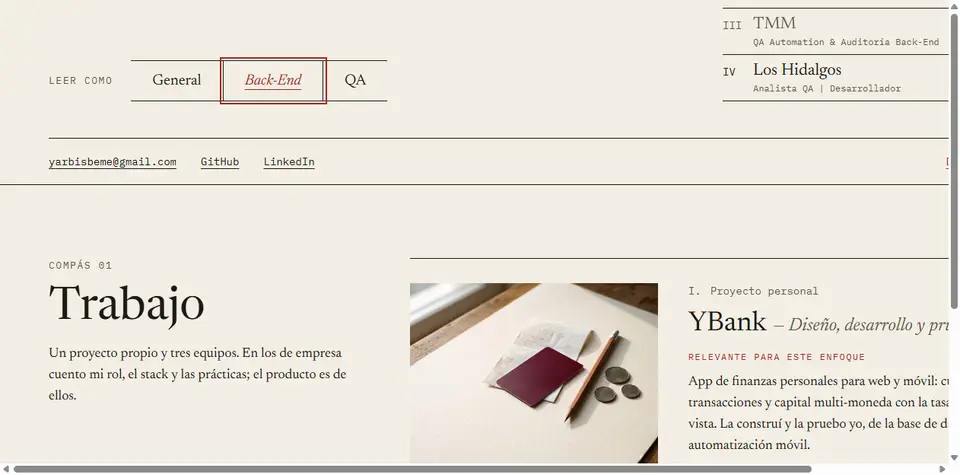 III TMM
QA Automation & Auditoría Back-End
IV Los Hidalgos
Analista QA | Desarrollador
LEER COMO General Back-End QA
yarbisbeme@gmail.com GitHub LinkedIn
COMPÁS 01
Trabajo
Un proyecto propio y tres equipos. En los de empresa
cuento mi rol, el stack y las prácticas; el producto es de
ellos.
I. Proyecto personal
YBank — Diseño, desarrollo y
RELEVANTE PARA ESTE ENFOQUE
App de finanzas personales para web y móvil:
transacciones y capital multi-moneda con la
vista. La construí y la pruebo yo, de la base de
automatización móvil.